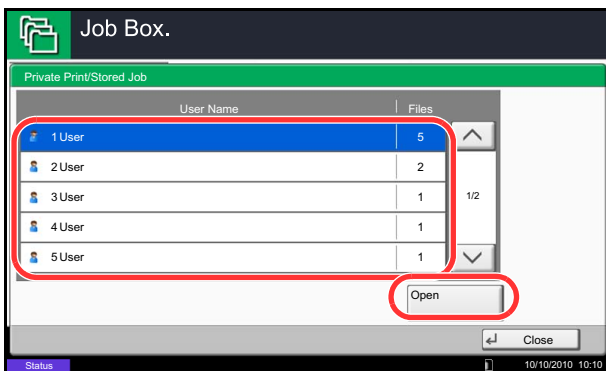 Job Box.
Private Print/Stored Job
User Name Files
1 User 5
2 User 2
3 User 1
1/2
4 User 1
5 User 1
Open
Close
Status 10/10/2010 10:10